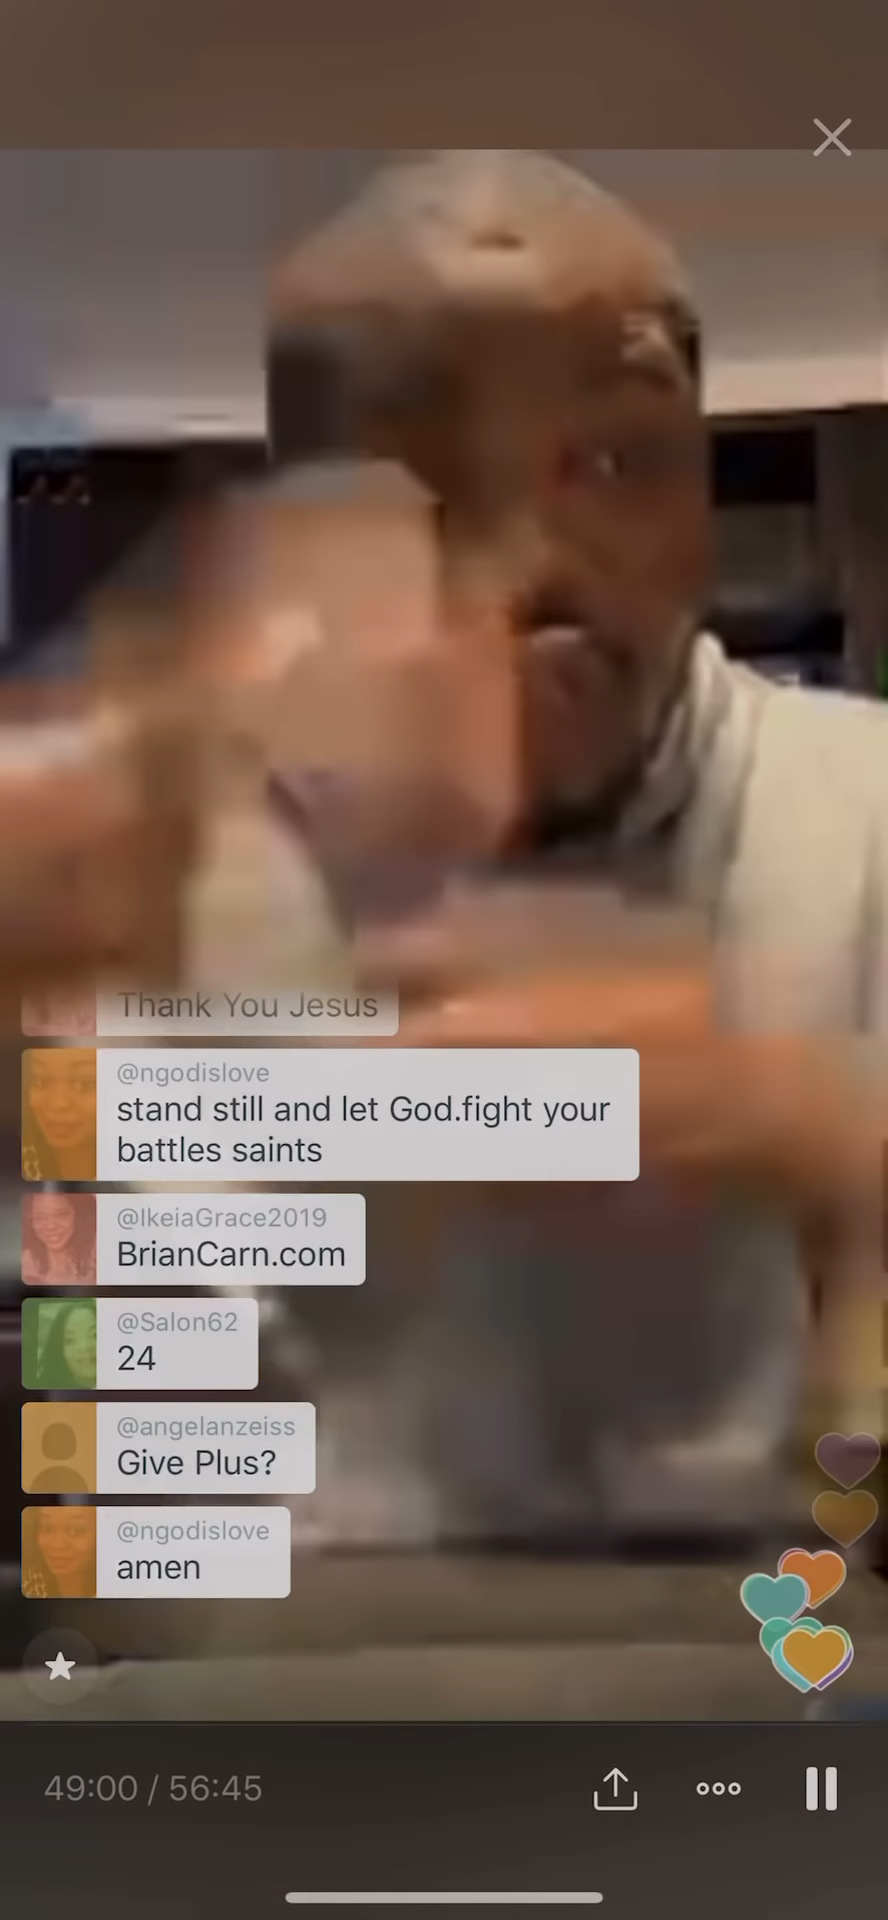 Thank You Jesus
@ngodislove
stand still and let God.fight your
battles saints
@IkeiaGrace2019
BrianCarn.com
@Salon62
24
@angelanzeiss
Give Plus?
@ngodislove
amen
49:00 / 56:45